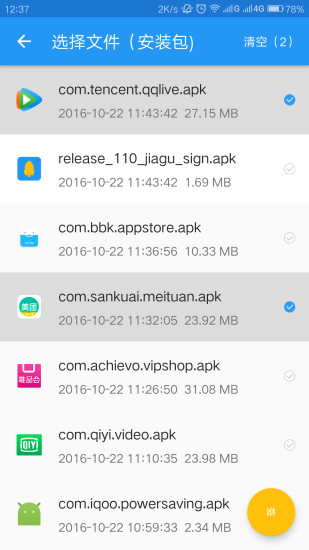 12:37
2K/s
G
4G
78%
选择文件（安装包)
清空（2）
com.tencent.qqlive.apk
2016-10-22 11:43:42 27.15 MB
release_110_jiagu_sign.apk
2016-10-22 11:43:42 1.69 MB
com.bbk.appstore.apk
2016-10-22 11:36:56 10.33 MB
com.sankuai.meituan.apk
美团
2016-10-22 11:32:05 23.92 MB
com.achievo.vipshop.apk
唯品会
2016-10-22 11:26:50 31.08 MB
com.qiyi.video.apk
QIY
2016-10-22 11:10:35 23.98 MB
com.iqoo.powersaving.apk
2016-10-22 10:59:33 2.34 MB